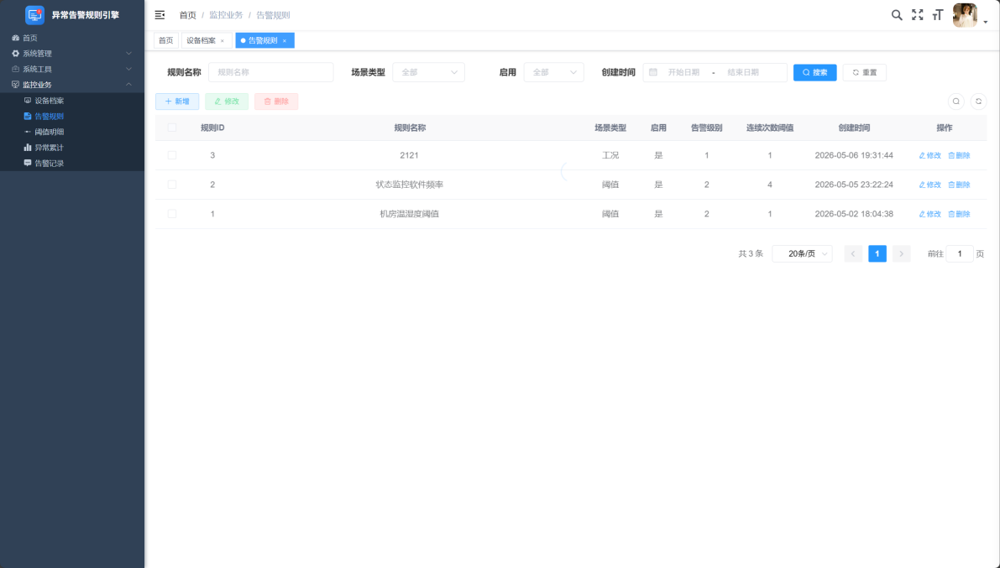 异常告警规则引擎
首页
系统管理
系统工具
监控业务
设备档案
告警规则
阈值明细
异常累计
告警记录
首页 / 监控业务 / 告警规则
首页 设备档案 × 告警规则 ×
规则名称 规则名称 场景类型 全部 启用 全部 创建时间 开始日期 - 结束日期 搜索 重置
+ 新增 修改 删除
规则ID 规则名称 场景类型 启用 告警级别 连续次数阈值 创建时间 操作
3 2121 工况 是 1 1 2026-05-06 19:31:44 修改 删除
2 状态监控软件频率 阈值 是 2 4 2026-05-05 23:22:24 修改 删除
1 机房温湿度阈值 阈值 是 2 1 2026-05-02 18:04:38 修改 删除
共 3 条 20条/页 1 前往 1 页